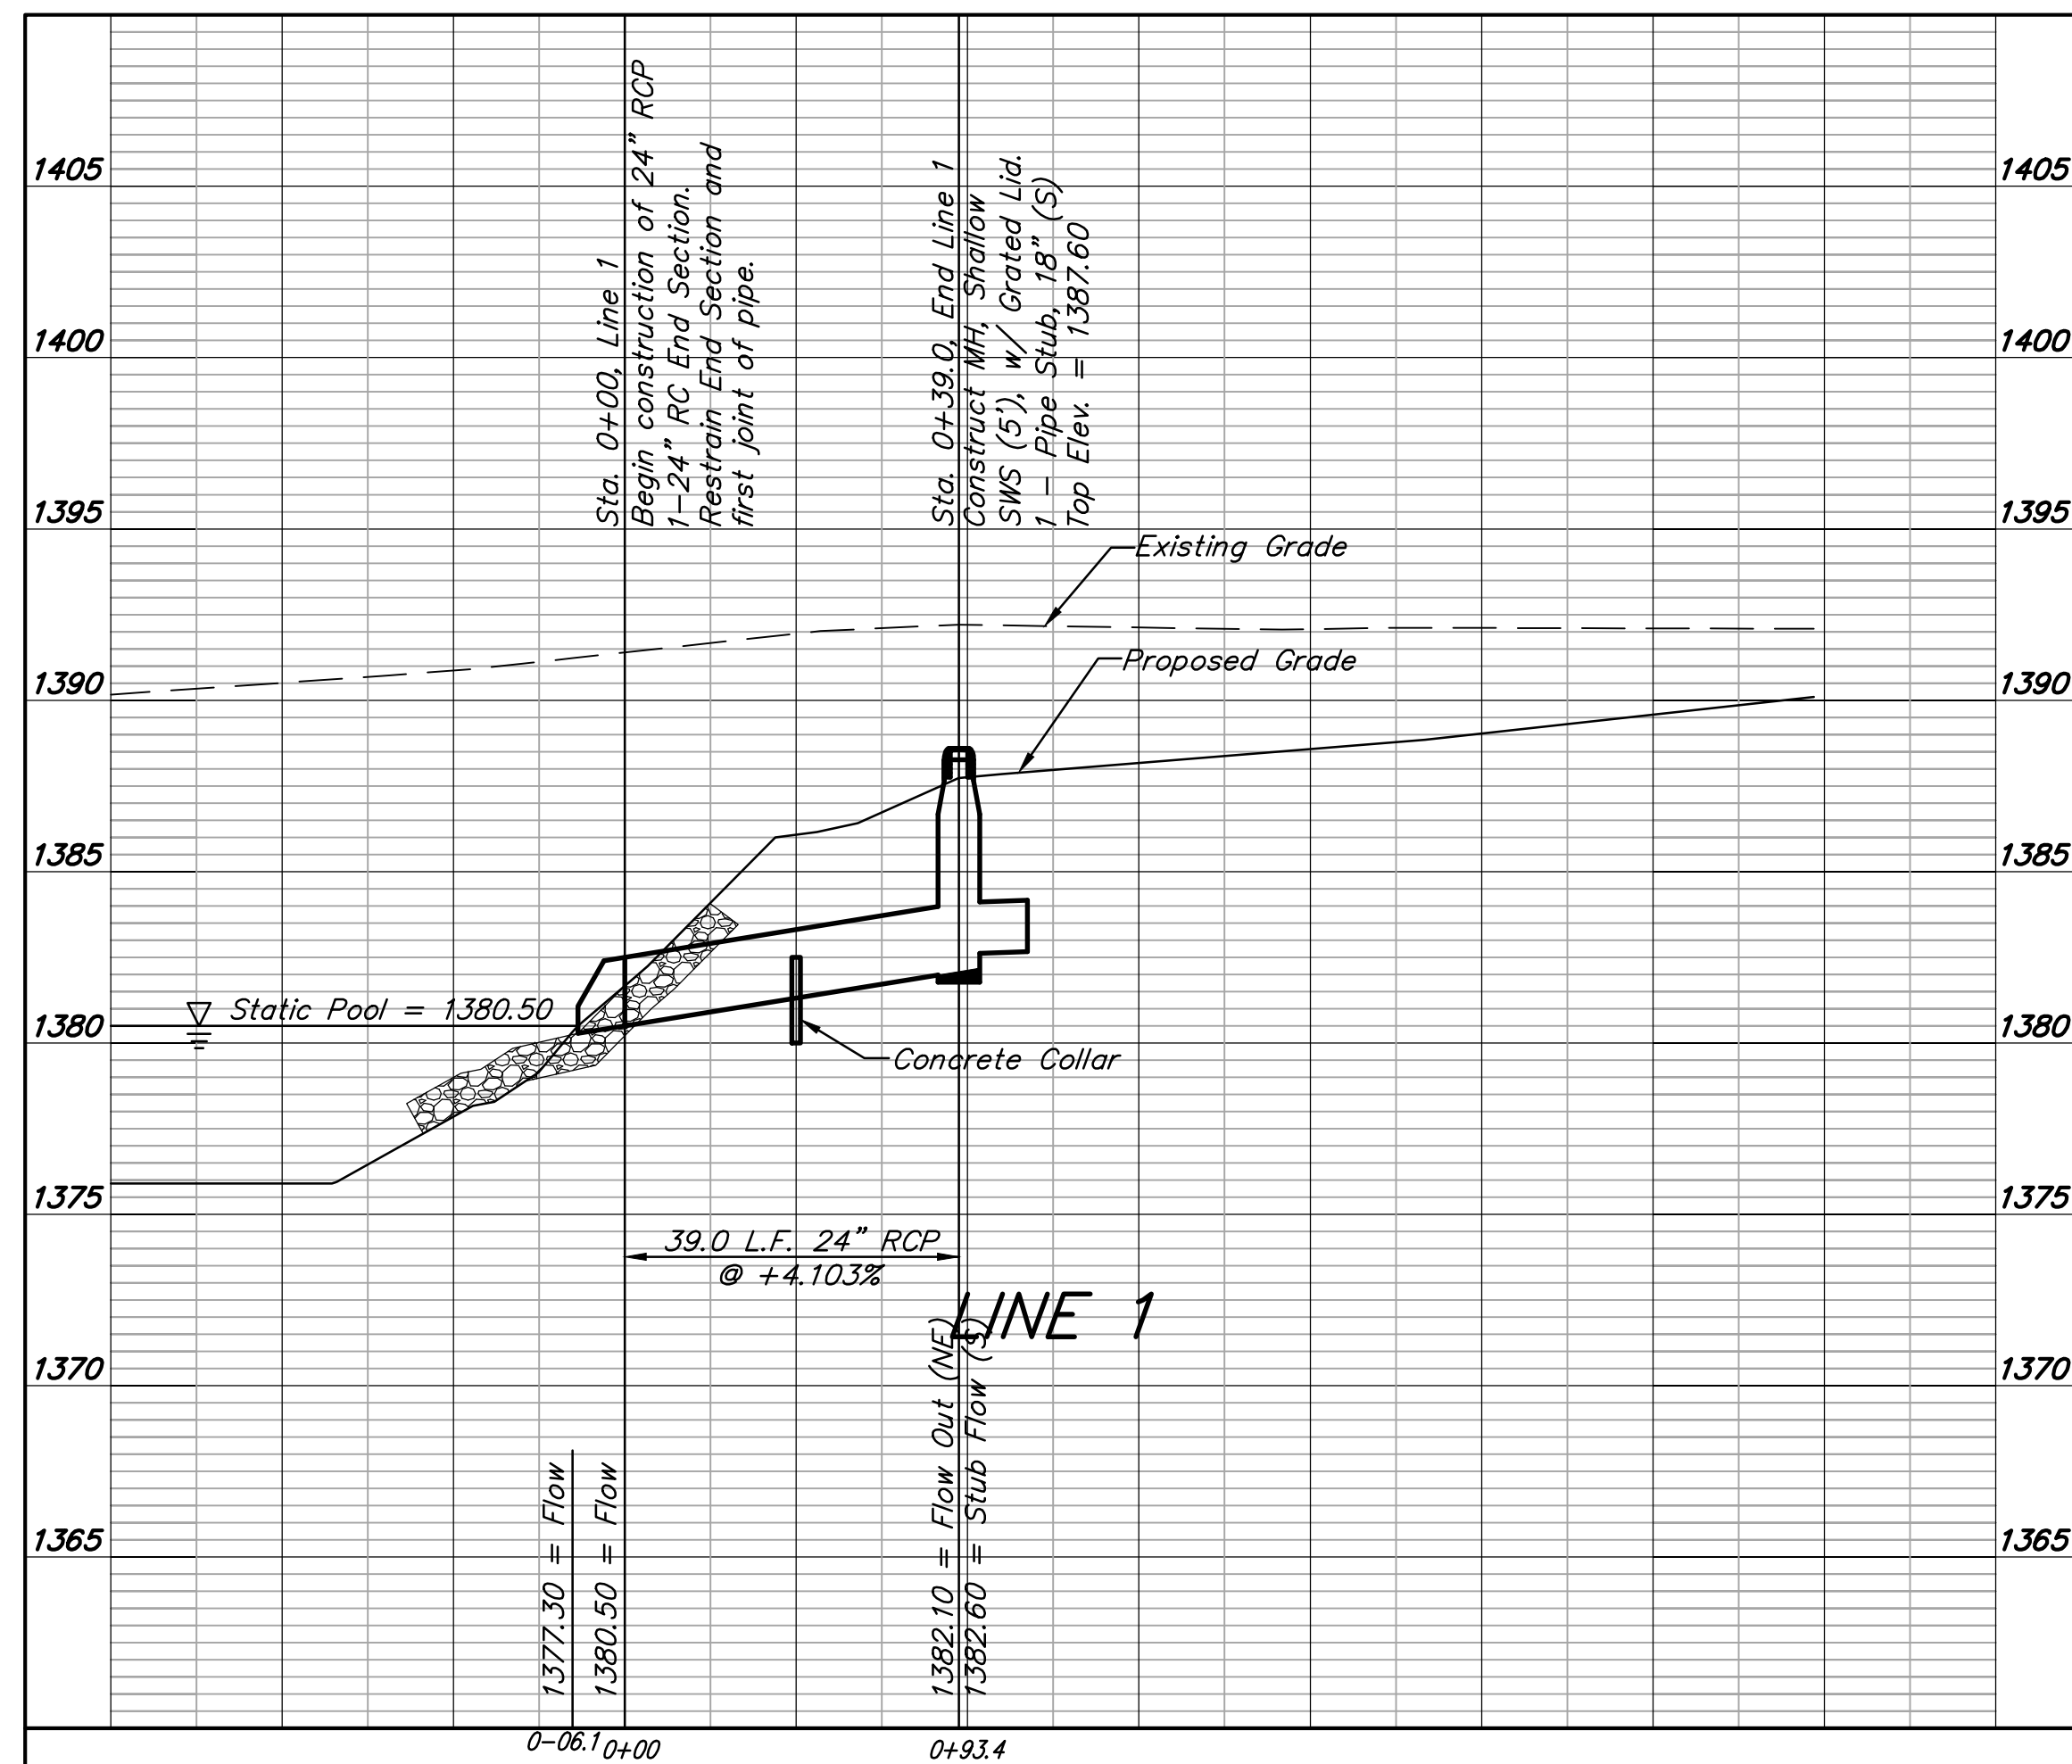 1405
1400
1395
1390
1385
1380
1375
1370
1365
Sta. 0+00, Line 1
Begin construction of 24" RCP
1-24" RC End Section.
Restrain End Section and
first joint of pipe.
Sta. 0+39.0, End Line 1
Construct MH, Shallow
SWS (5'), w/ Grated Lid.
1 - Pipe Stub, 18" (S)
Top Elev. = 1387.60
Existing Grade
Proposed Grade
Static Pool = 1380.50
Concrete Collar
39.0 L.F. 24" RCP
@ +4.103%
LINE 1
1377.30 = Flow
1380.50 = Flow
1382.10 = Flow Out (NE)
1382.60 = Stub Flow (S)
0-06.1
0+00
0+93.4
1405
1400
1395
1390
1385
1380
1375
1370
1365